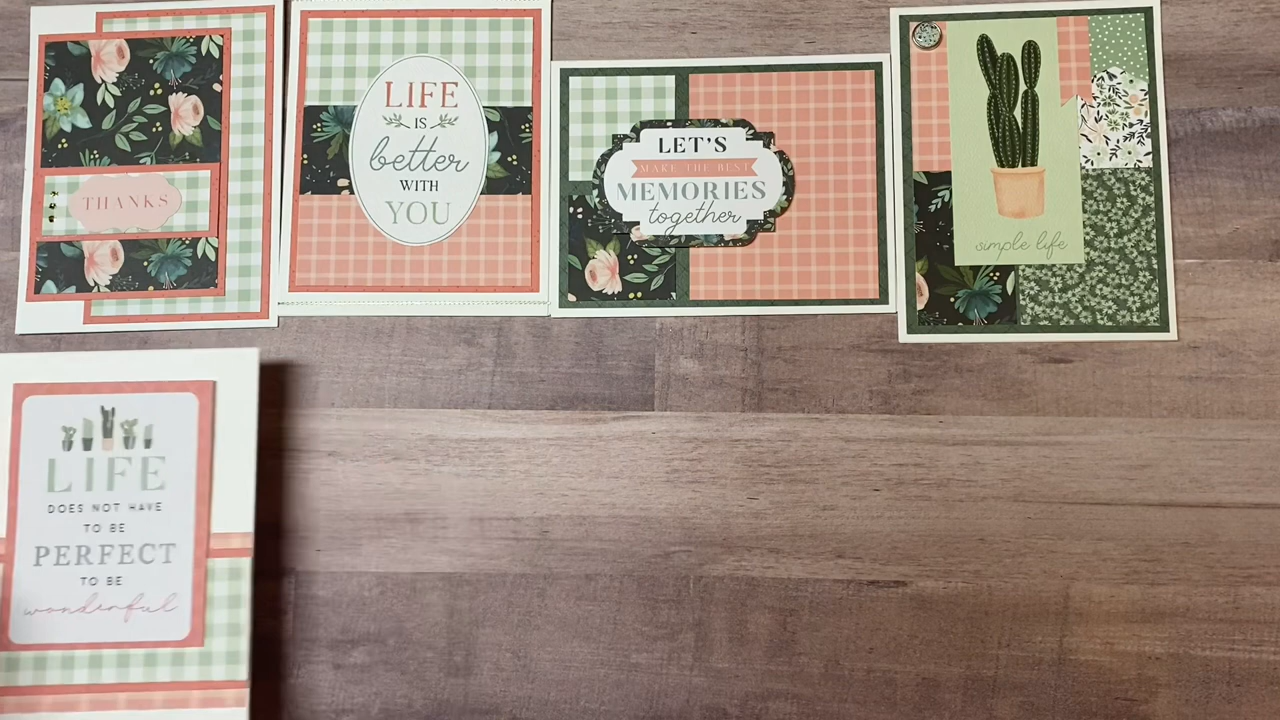 THANKS
LIFE
IS
better
WITH
YOU
LET'S
MAKE THE BEST
MEMORIES
together
simple life
LIFE
DOES NOT HAVE
TO BE
PERFECT
TO BE
wonderful